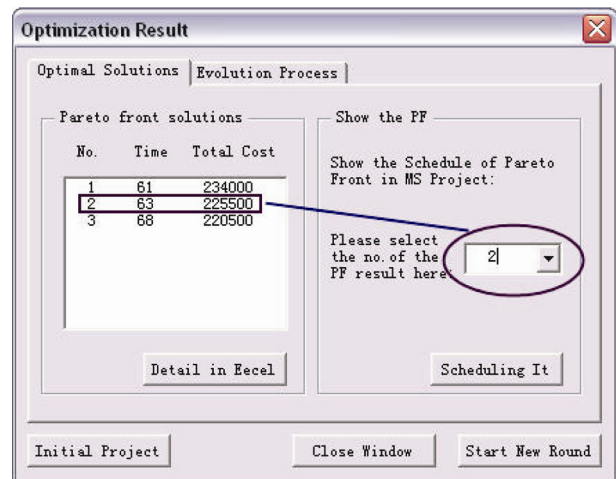 Optimization Result
Optimal Solutions Evolution Process
Pareto front solutions
No. Time Total Cost
1 61 234000
2 63 225500
3 68 220500
Detail in Eecel
Show the PF
Show the Schedule of Pareto
Front in MS Project:
Please select
the no. of the
PF result here:
2
Scheduling It
Initial Project
Close Window
Start New Round